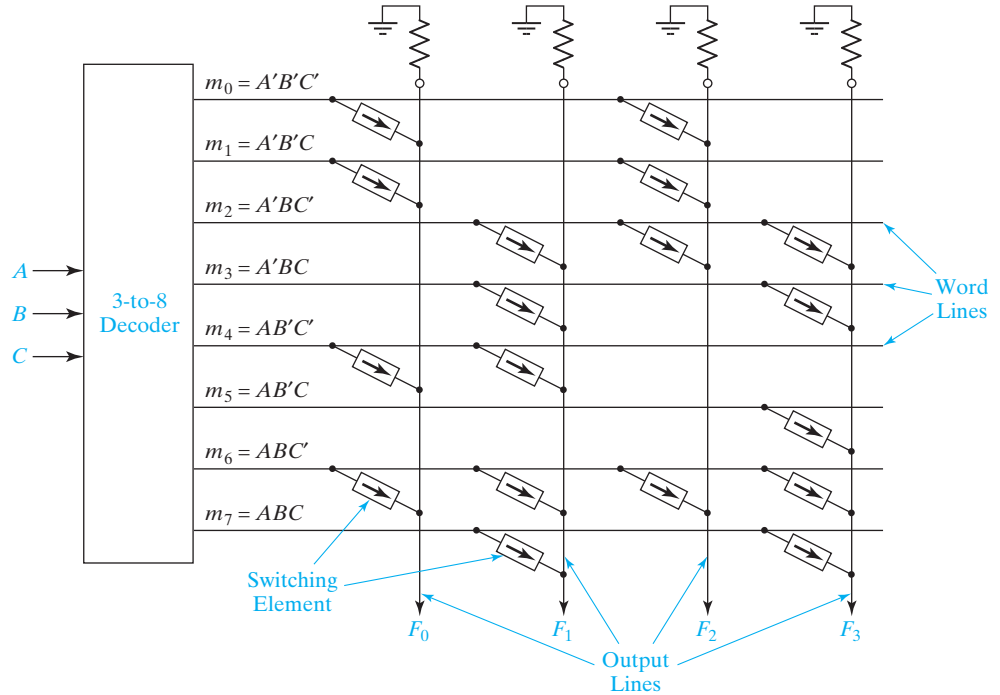 m₀ = A′B′C′
m₁ = A′B′C
m₂ = A′BC′
m₃ = A′BC
m₄ = AB′C′
m₅ = AB′C
m₆ = ABC′
m₇ = ABC
A
B
C
3-to-8
Decoder
Word
Lines
Switching
Element
F₀
F₁
F₂
F₃
Output
Lines